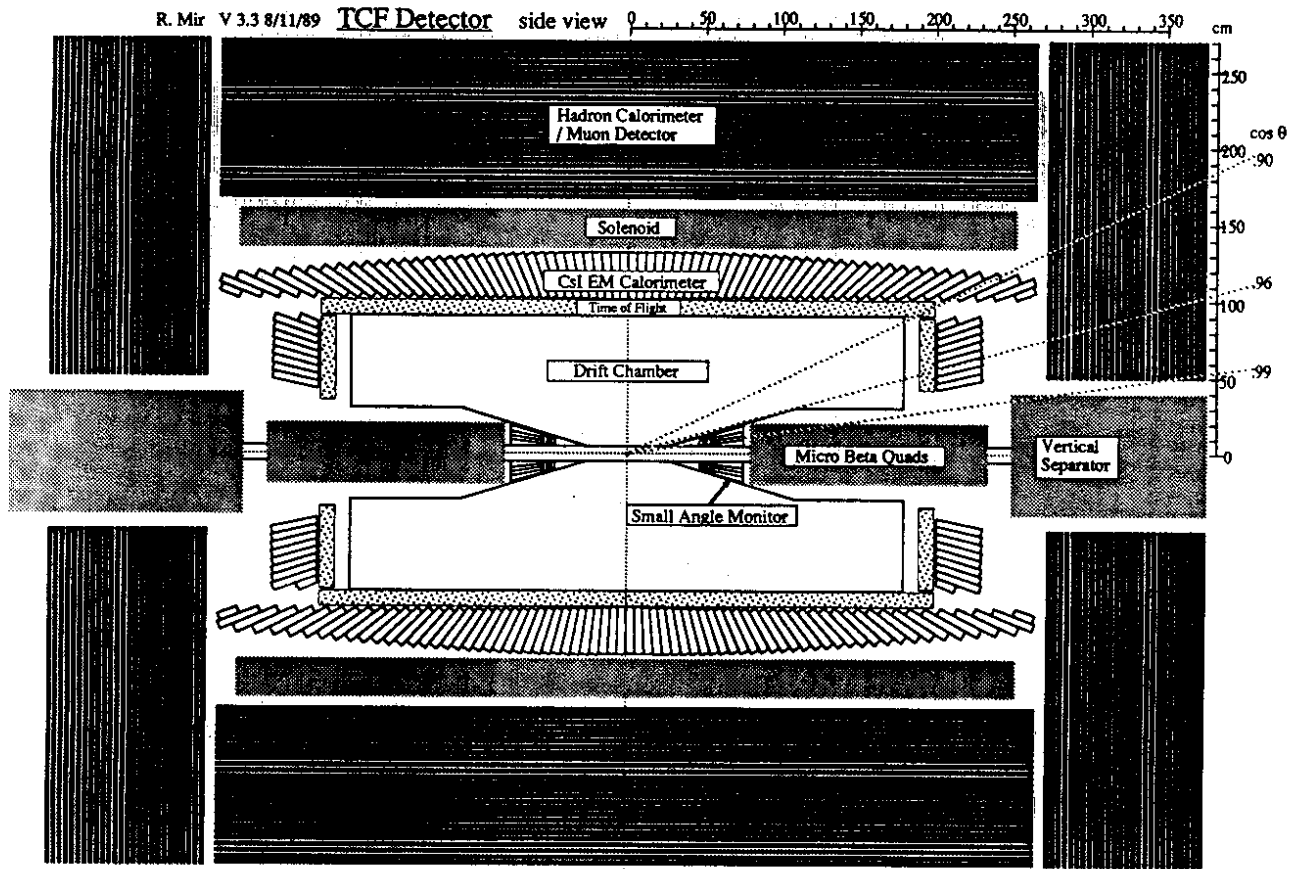 R. Mir V 3.3 8/11/89 TCF Detector side view
0 50 100 150 200 250 300 350 cm
Hadron Calorimeter
/ Muon Detector
Solenoid
CsI EM Calorimeter
Time of Flight
Drift Chamber
Micro Beta Quads
Vertical
Separator
Small Angle Monitor
250
200
150
100
50
0
cos θ
.90
.96
.99